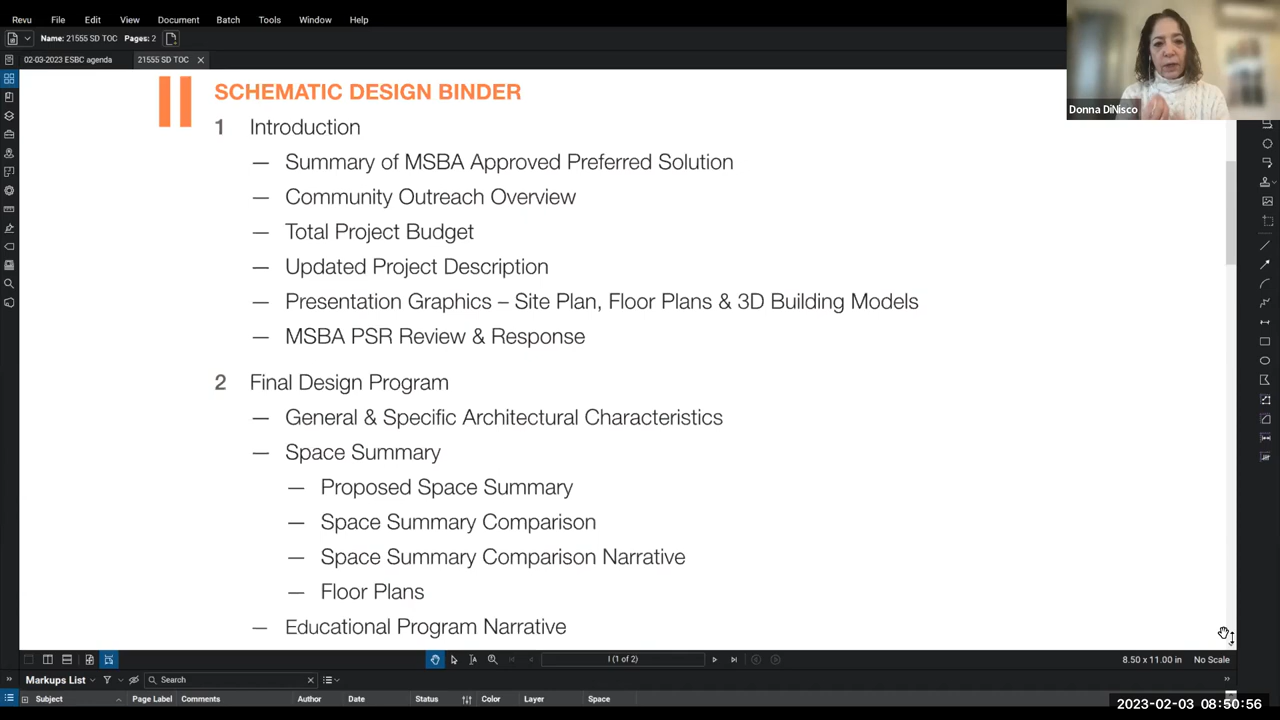 Revu File Edit View Document Batch Tools Window Help
Name: 21555 SD TOC Pages: 2
02-03-2023 ESBC agenda 21555 SD TOC
Donna DiNisco
II SCHEMATIC DESIGN BINDER
1 Introduction
— Summary of MSBA Approved Preferred Solution
— Community Outreach Overview
— Total Project Budget
— Updated Project Description
— Presentation Graphics – Site Plan, Floor Plans & 3D Building Models
— MSBA PSR Review & Response
2 Final Design Program
— General & Specific Architectural Characteristics
— Space Summary
— Proposed Space Summary
— Space Summary Comparison
— Space Summary Comparison Narrative
— Floor Plans
— Educational Program Narrative
I (1 of 2) 8.50 x 11.00 in No Scale
Markups List Search
Subject Page Label Comments Author Date Status Color Layer Space
2023-02-03 08:50:56